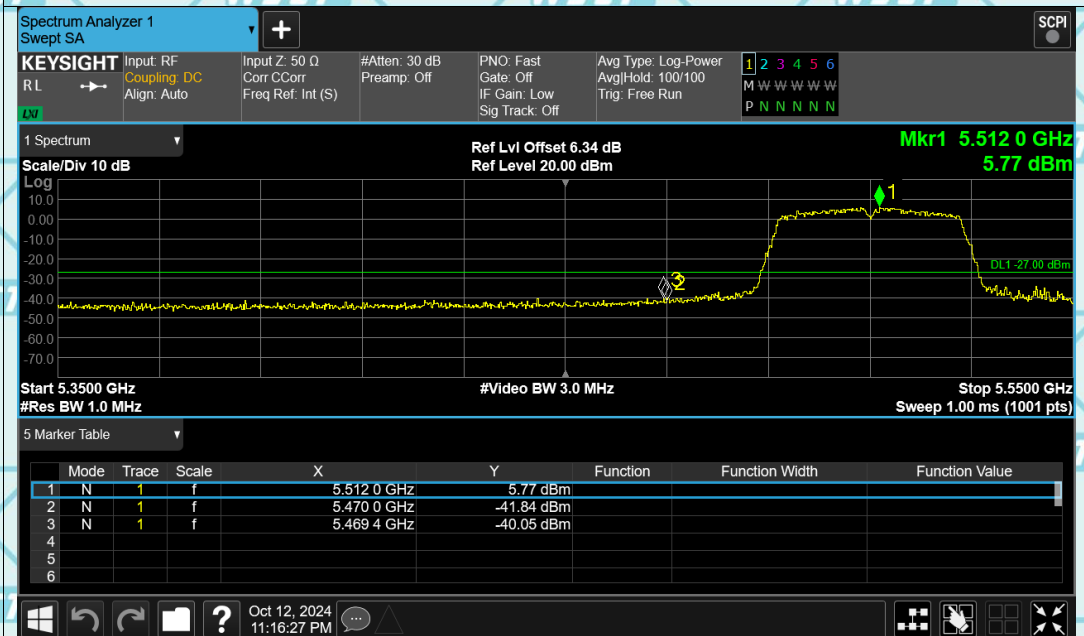 Spectrum Analyzer 1
Swept SA
+
SCPI
KEYSIGHT
RL
LXI
Input: RF
Coupling: DC
Align: Auto
Input Z: 50 Ω
Corr CCorr
Freq Ref: Int (S)
#Atten: 30 dB
Preamp: Off
PNO: Fast
Gate: Off
IF Gain: Low
Sig Track: Off
Avg Type: Log-Power
Avg|Hold: 100/100
Trig: Free Run
1 2 3 4 5 6
M W W W W W
P N N N N N
1 Spectrum
Scale/Div 10 dB
Ref Lvl Offset 6.34 dB
Ref Level 20.00 dBm
Mkr1 5.512 0 GHz
5.77 dBm
Log
10.0
0.00
-10.0
-20.0
-30.0
-40.0
-50.0
-60.0
-70.0
1
DL1 -27.00 dBm
Start 5.3500 GHz
#Res BW 1.0 MHz
#Video BW 3.0 MHz
Stop 5.5500 GHz
Sweep 1.00 ms (1001 pts)
5 Marker Table
Mode Trace Scale X Y Function Function Width Function Value
1 N 1 f 5.512 0 GHz 5.77 dBm
2 N 1 f 5.470 0 GHz -41.84 dBm
3 N 1 f 5.469 4 GHz -40.05 dBm
4
5
6
?
Oct 12, 2024
11:16:27 PM